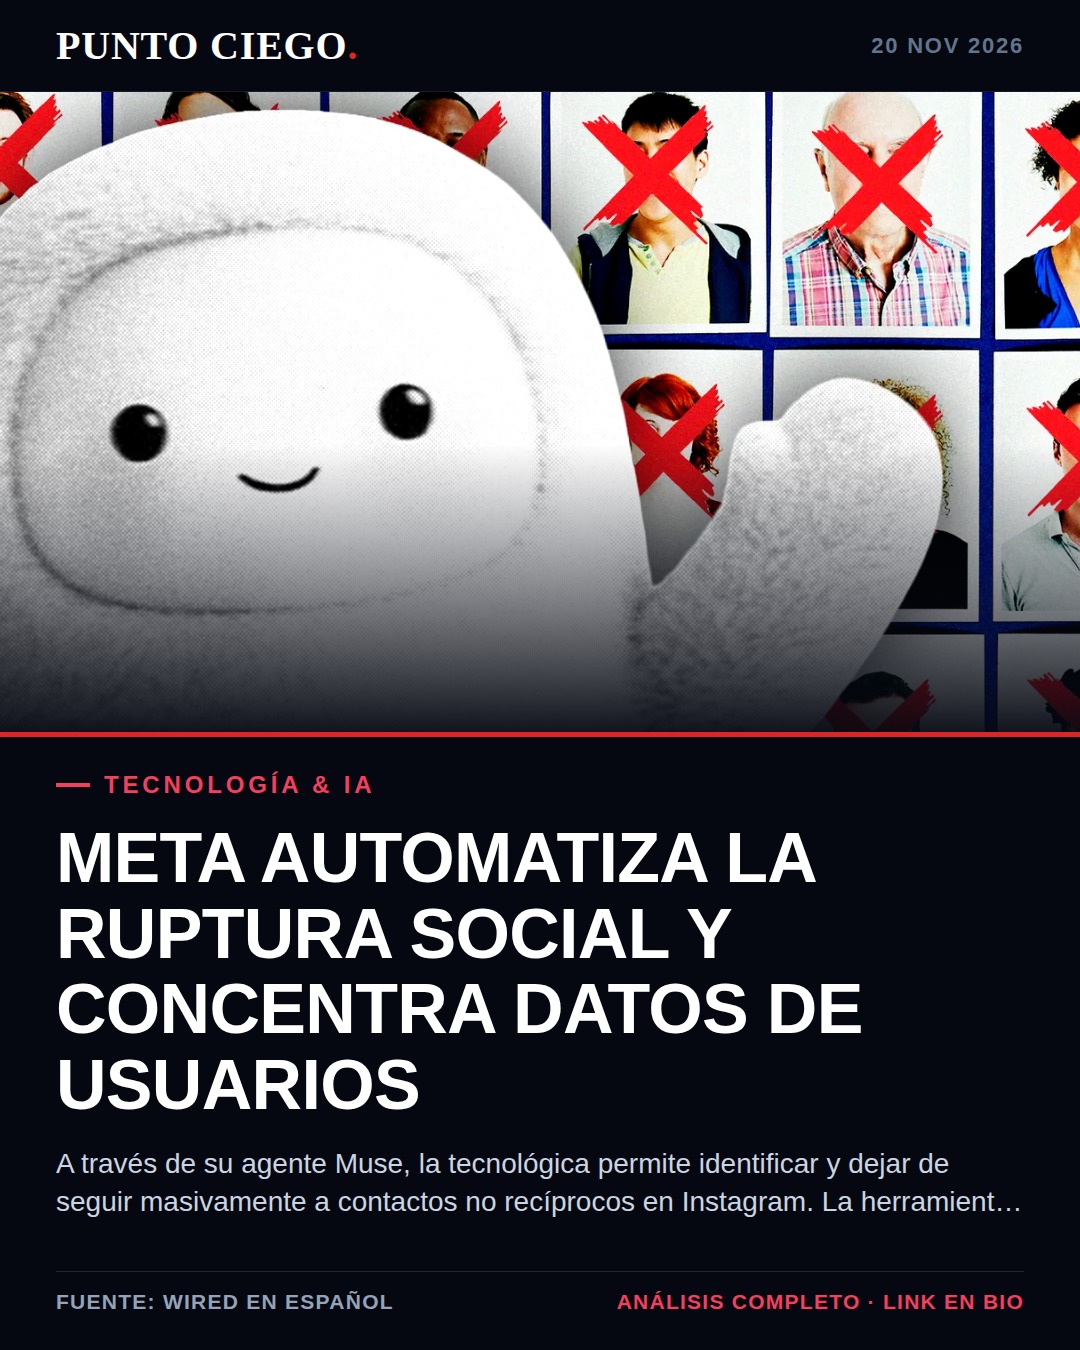 PUNTO CIEGO.
20 NOV 2026
TECNOLOGÍA & IA
META AUTOMATIZA LA
RUPTURA SOCIAL Y
CONCENTRA DATOS DE
USUARIOS
A través de su agente Muse, la tecnológica permite identificar y dejar de
seguir masivamente a contactos no recíprocos en Instagram. La herramient…
FUENTE: WIRED EN ESPAÑOL
ANÁLISIS COMPLETO · LINK EN BIO